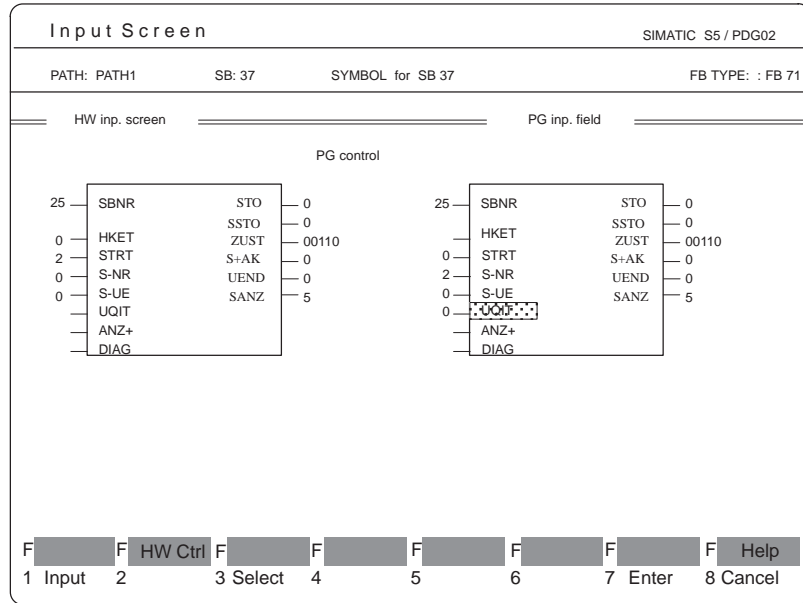 Input Screen SIMATIC S5 / PDG02
PATH: PATH1 SB: 37 SYMBOL for SB 37 FB TYPE: : FB 71
HW inp. screen PG inp. field
PG control
25 SBNR STO 0 25 SBNR STO 0
SSTO 0 SSTO 0
0 HKET ZUST 00110 HKET ZUST 00110
2 STRT S+AK 0 0 STRT S+AK 0
0 S-NR UEND 0 2 S-NR UEND 0
0 S-UE SANZ 5 0 S-UE SANZ 5
UQIT 0 UQIT
ANZ+ ANZ+
DIAG DIAG
F F HW Ctrl F F F F F F Help
1 Input 2 3 Select 4 5 6 7 Enter 8 Cancel